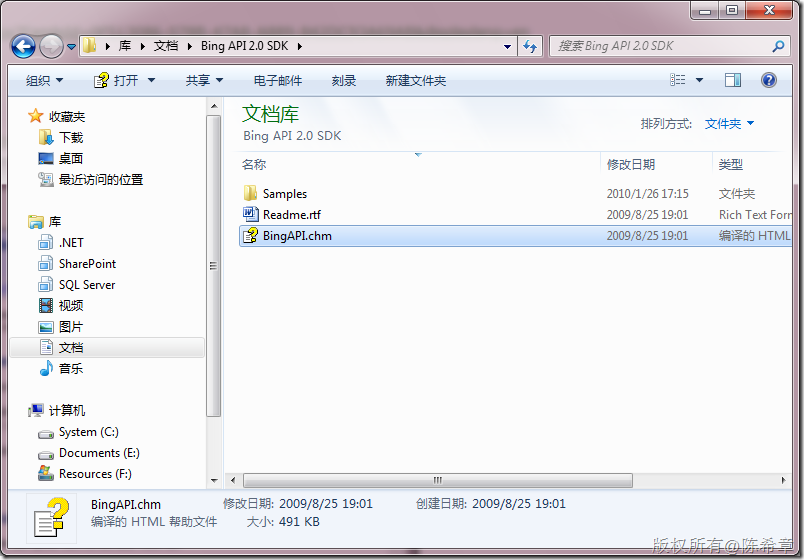 库 文档 Bing API 2.0 SDK
搜索 Bing API 2.0 SDK
组织 打开 共享 电子邮件 刻录 新建文件夹
收藏夹
下载
桌面
最近访问的位置
库
.NET
SharePoint
SQL Server
视频
图片
文档
音乐
计算机
System (C:)
Documents (E:)
Resources (F:)
文档库
Bing API 2.0 SDK
排列方式: 文件夹
名称 修改日期 类型
Samples 2010/1/26 17:15 文件夹
Readme.rtf 2009/8/25 19:01 Rich Text Form
BingAPI.chm 2009/8/25 19:01 编译的 HTML
BingAPI.chm 修改日期: 2009/8/25 19:01 创建日期: 2009/8/25 19:01
编译的 HTML 帮助文件 大小: 491 KB
版权所有@陈希章